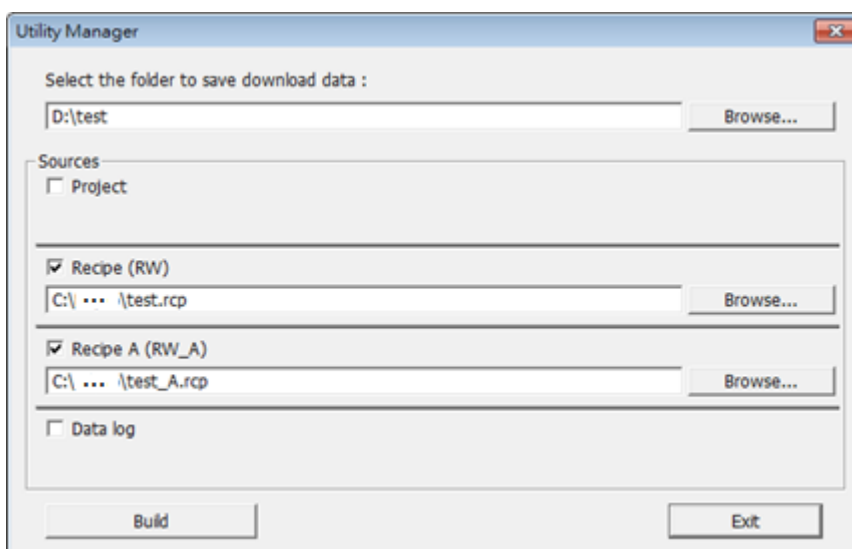 Utility Manager
Select the folder to save download data :
D:\test
Browse...
Sources
Project
Recipe (RW)
C:\ ... \test.rcp
Browse...
Recipe A (RW_A)
C:\ ... \test_A.rcp
Browse...
Data log
Build
Exit